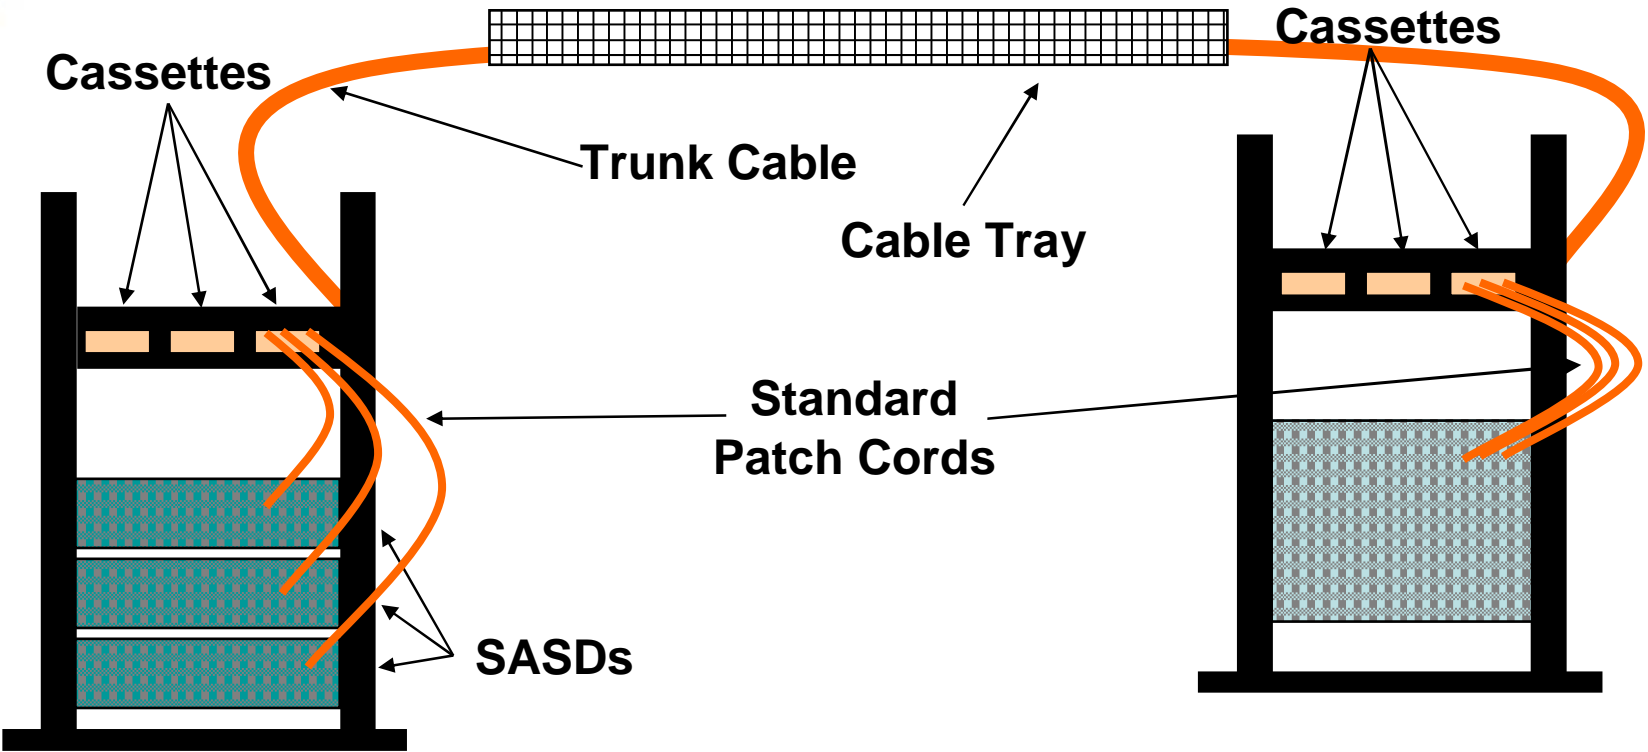 Cassettes
Cassettes
Trunk Cable
Cable Tray
Standard
Patch Cords
SASDs